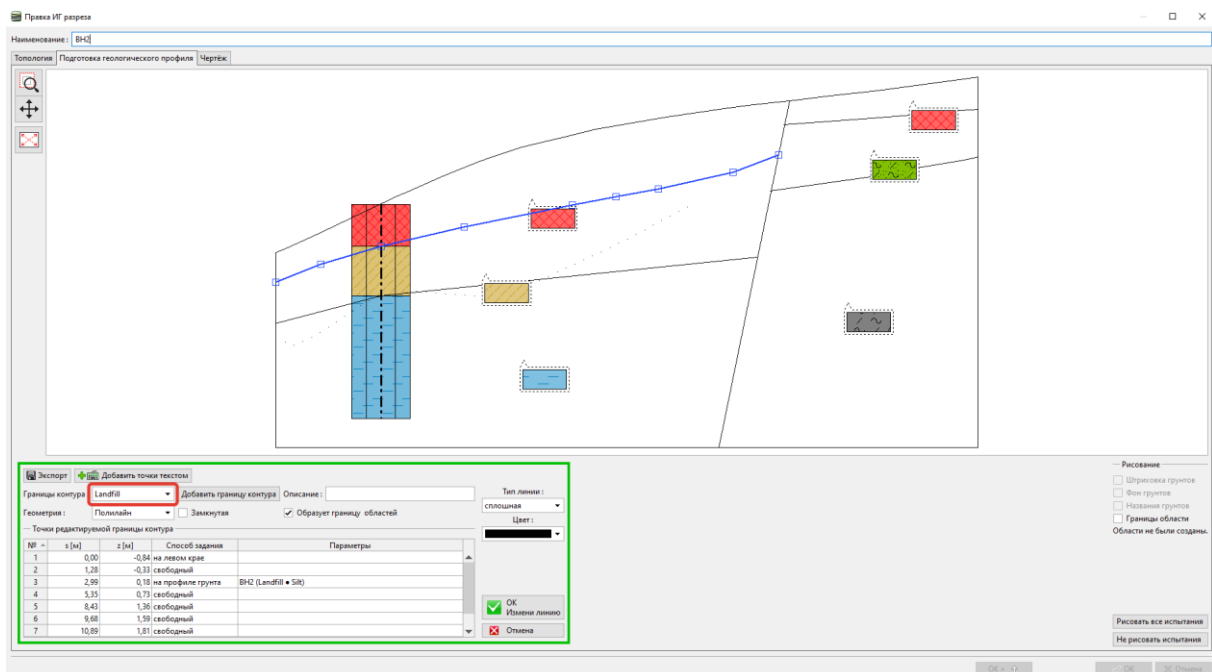 Правка ИГ разреза
Наименование : BH2
Топология Подготовка геологического профиля Чертёж
Экспорт Добавить точки текстом
Границы контура Landfill Добавить границу контура Описание :
Тип линии :
Геометрия : Полилайн Замкнутая Образует границу областей
сплошная
Цвет :
Точки редактируемой границы контура
№ s [м] z [м] Способ задания Параметры
1 0,00 -0,84 на левом крае
2 1,28 -0,33 свободный
3 2,99 0,18 на профиле грунта BH2 (Landfill ● Silt)
4 5,35 0,73 свободный
5 8,43 1,36 свободный
6 9,68 1,59 свободный
7 10,89 1,81 свободный
OK
Измени линию
Отмена
Рисование
Штриховка грунтов
Фон грунтов
Названия грунтов
Границы области
Области не были созданы.
Рисовать все испытания
Не рисовать испытания
OK + OK Отмена